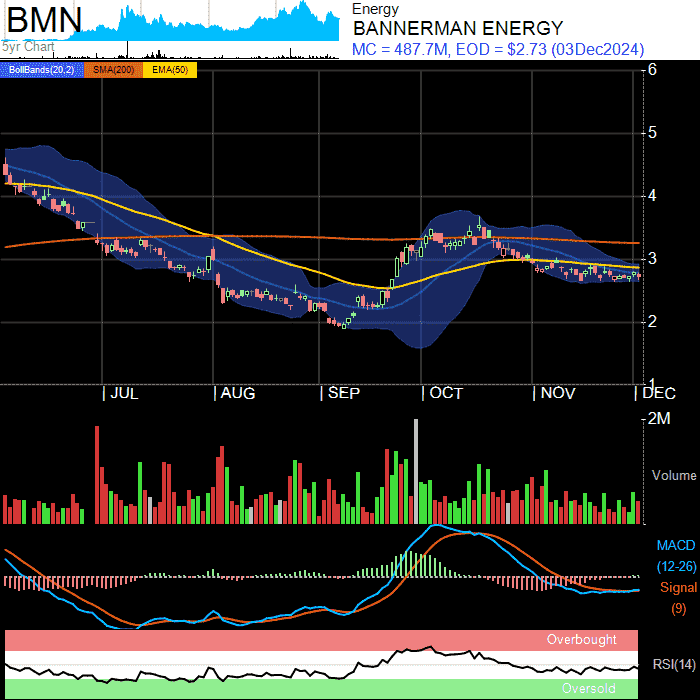 BMN
5yr Chart
Energy
BANNERMAN ENERGY
MC = 487.7M, EOD = $2.73 (03Dec2024)
BollBands(20,2) SMA(200) EMA(50)
6
5
4
3
2
1
JUL AUG SEP OCT NOV DEC
2M
Volume
MACD
(12-26)
Signal
(9)
Overbought
RSI(14)
Oversold